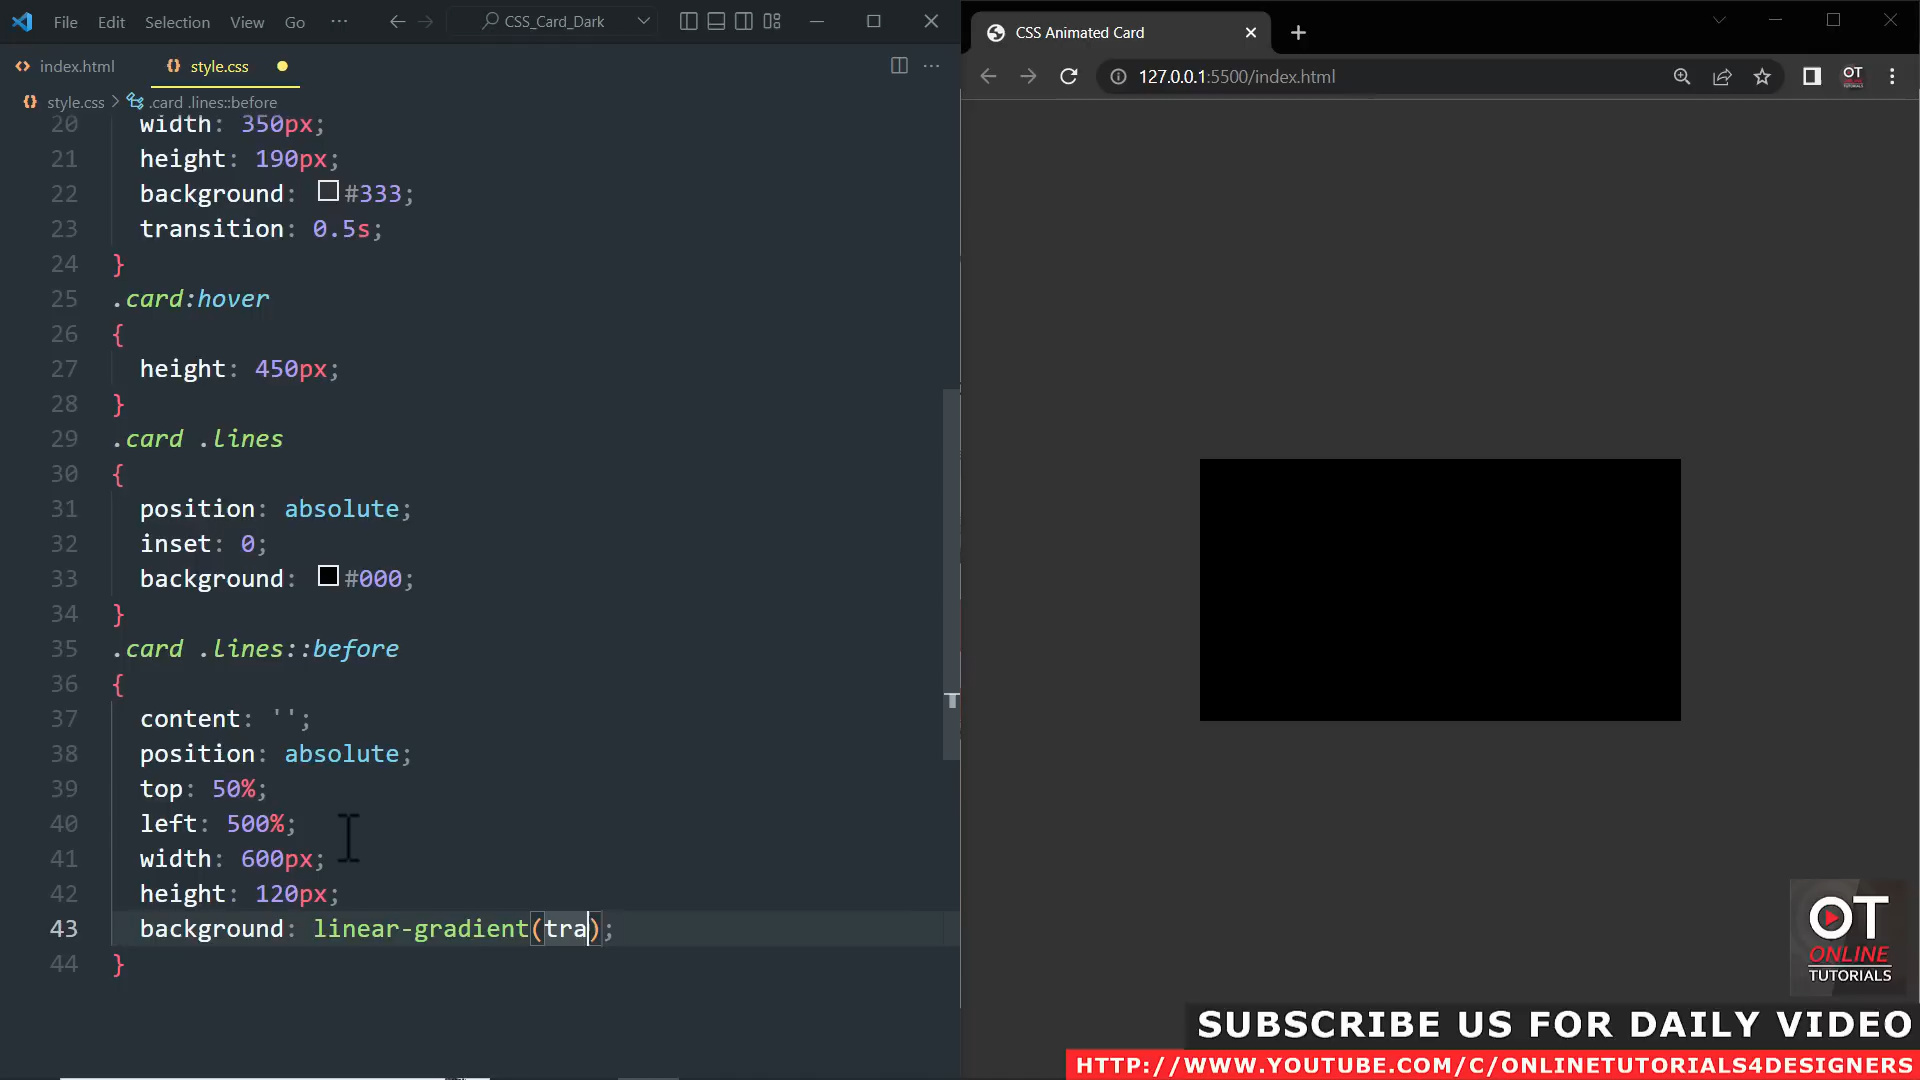 File Edit Selection View Go ··· CSS_Card_Dark
index.html style.css
style.css > .card .lines::before
20 width: 350px;
21 height: 190px;
22 background: #333;
23 transition: 0.5s;
24 }
25 .card:hover
26 {
27 height: 450px;
28 }
29 .card .lines
30 {
31 position: absolute;
32 inset: 0;
33 background: #000;
34 }
35 .card .lines::before
36 {
37 content: '';
38 position: absolute;
39 top: 50%;
40 left: 500%;
41 width: 600px;
42 height: 120px;
43 background: linear-gradient(tra);
44 }
CSS Animated Card
127.0.0.1:5500/index.html
OT
ONLINE
TUTORIALS
SUBSCRIBE US FOR DAILY VIDEO
HTTP://WWW.YOUTUBE.COM/C/ONLINETUTORIALS4DESIGNERS